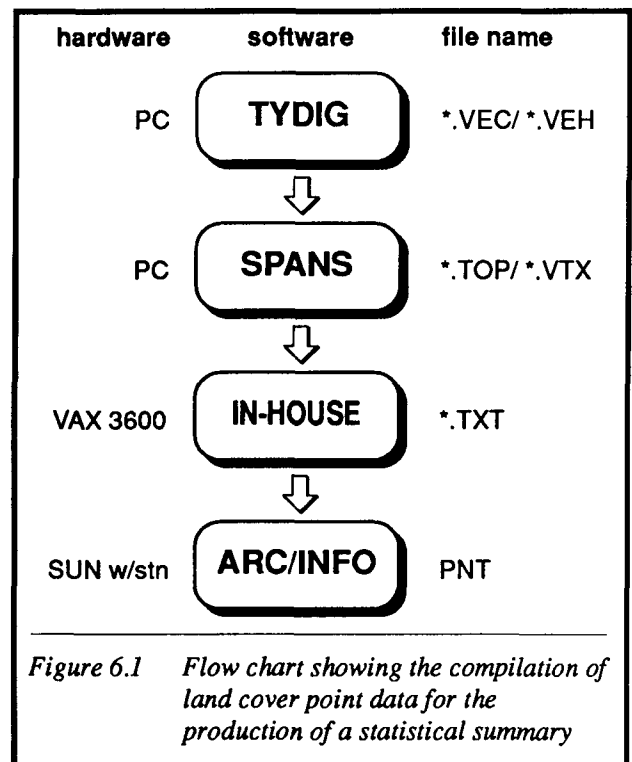 hardware software file name
PC TYDIG *.VEC/ *.VEH
PC SPANS *.TOP/ *.VTX
VAX 3600 IN-HOUSE *.TXT
SUN w/stn ARC/INFO PNT
Figure 6.1 Flow chart showing the compilation of
land cover point data for the
production of a statistical summary